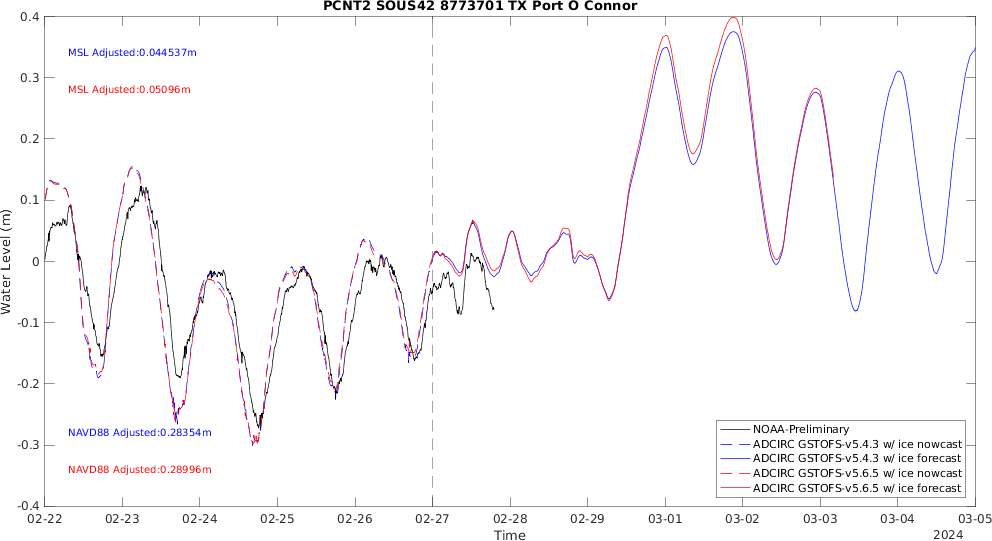 PCNT2 SOUS42 8773701 TX Port O Connor
0.4
0.3
0.2
0.1
0
-0.1
-0.2
-0.3
-0.4
Water Level (m)
MSL Adjusted:0.044537m
MSL Adjusted:0.05096m
NAVD88 Adjusted:0.28354m
NAVD88 Adjusted:0.28996m
NOAA-Preliminary
ADCIRC GSTOFS-v5.4.3 w/ ice nowcast
ADCIRC GSTOFS-v5.4.3 w/ ice forecast
ADCIRC GSTOFS-v5.6.5 w/ ice nowcast
ADCIRC GSTOFS-v5.6.5 w/ ice forecast
02-22 02-23 02-24 02-25 02-26 02-27 02-28 02-29 03-01 03-02 03-03 03-04 03-05
Time
2024